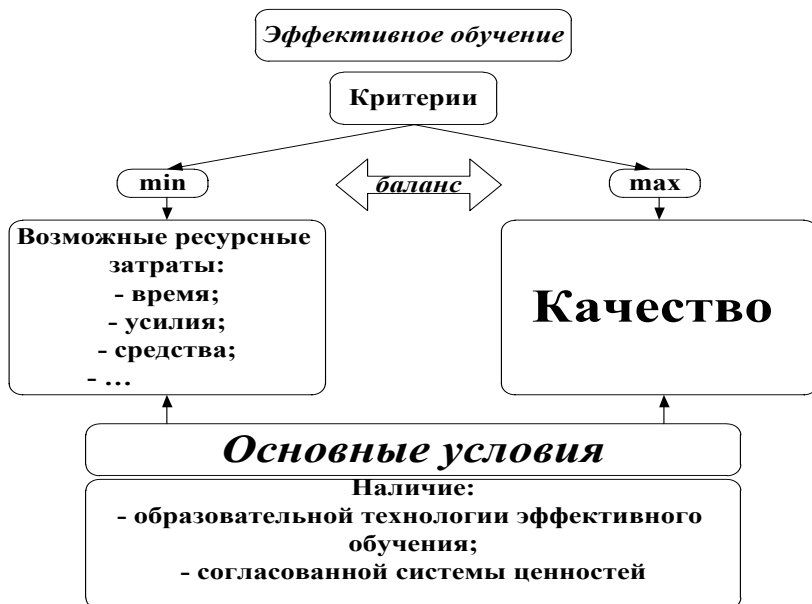 Эффективное обучение
Критерии
min
баланс
max
Возможные ресурсные
затраты:
- время;
- усилия;
- средства;
- ...
Качество
Основные условия
Наличие:
- образовательной технологии эффективного
обучения;
- согласованной системы ценностей